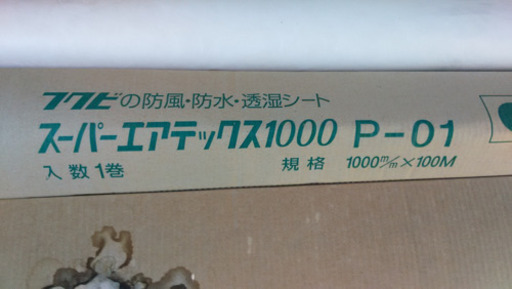 フクビの防風・防水・透湿シート
スーパーエアテックス1000 P-01
入数1巻 規格 1000m/m×100M